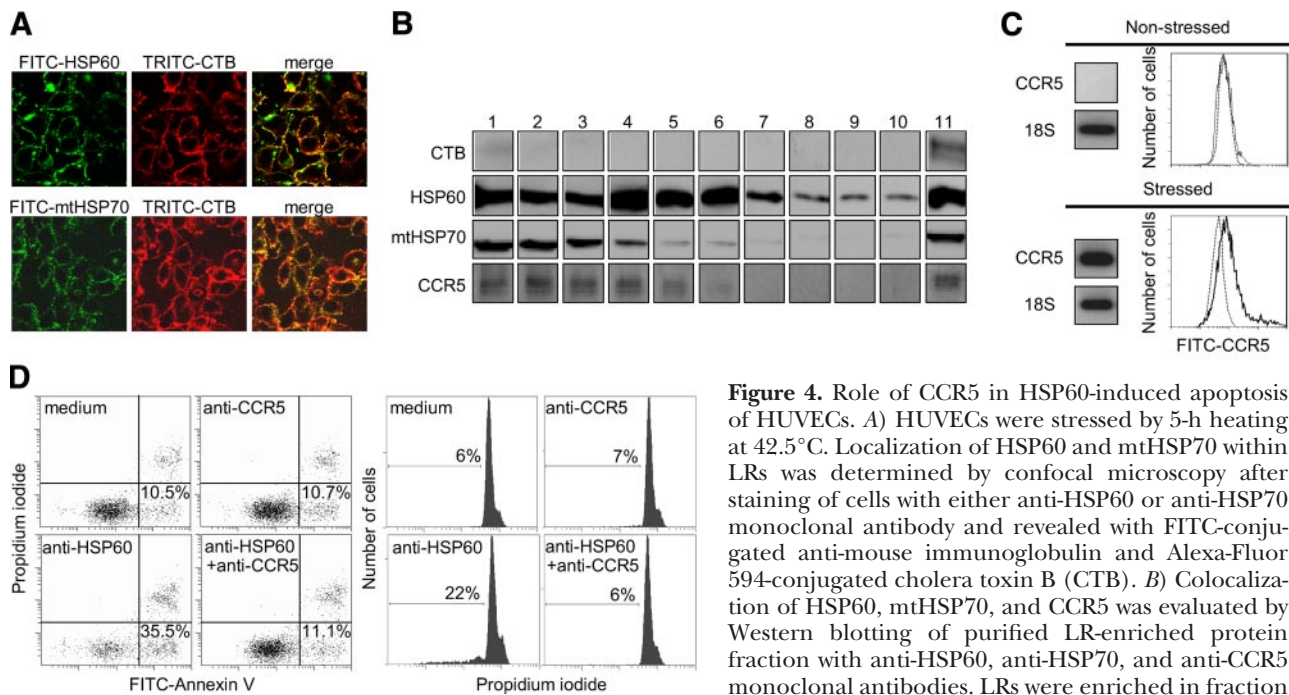 A
FITC-HSP60 TRITC-CTB merge
FITC-mtHSP70 TRITC-CTB merge
B
1 2 3 4 5 6 7 8 9 10 11
CTB
HSP60
mtHSP70
CCR5
C
Non-stressed
CCR5
18S
Number of cells
Stressed
CCR5
18S
Number of cells
FITC-CCR5
D
medium
10.5%
anti-CCR5
10.7%
anti-HSP60
35.5%
anti-HSP60
+anti-CCR5
11.1%
Propidium iodide
FITC-Annexin V
medium
6%
anti-CCR5
7%
anti-HSP60
22%
anti-HSP60
+anti-CCR5
6%
Number of cells
Propidium iodide
Figure 4. Role of CCR5 in HSP60-induced apoptosis
of HUVECs. A) HUVECs were stressed by 5-h heating
at 42.5°C. Localization of HSP60 and mtHSP70 within
LRs was determined by confocal microscopy after
staining of cells with either anti-HSP60 or anti-HSP70
monoclonal antibody and revealed with FITC-conju-
gated anti-mouse immunoglobulin and Alexa-Fluor
594-conjugated cholera toxin B (CTB). B) Colocaliza-
tion of HSP60, mtHSP70, and CCR5 was evaluated by
Western blotting of purified LR-enriched protein
fraction with anti-HSP60, anti-HSP70, and anti-CCR5
monoclonal antibodies. LRs were enriched in fraction